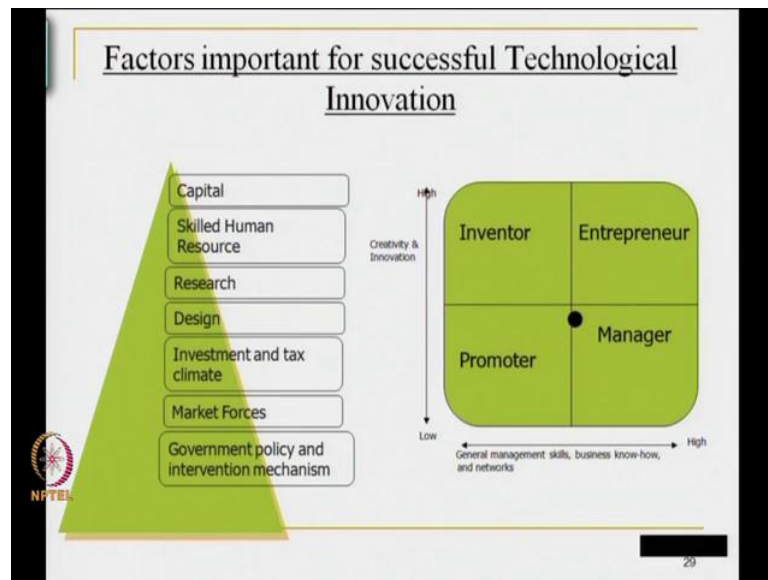 Factors important for successful Technological
Innovation
Capital
Skilled Human
Resource
Research
Design
Investment and tax
climate
Market Forces
Government policy and
intervention mechanism
High
Creativity &
Innovation
Low
Inventor
Entrepreneur
Promoter
Manager
General management skills, business know-how,
and networks
High
NPTEL
29